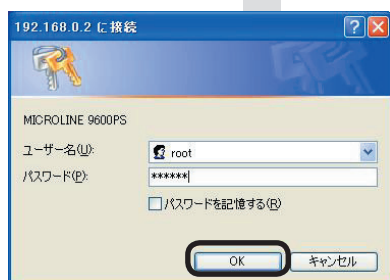 192.168.0.2 に接続
MICROLINE 9600PS
ユーザー名(U):
root
パスワード(P):
******
パスワードを記憶する(R)
OK
キャンセル